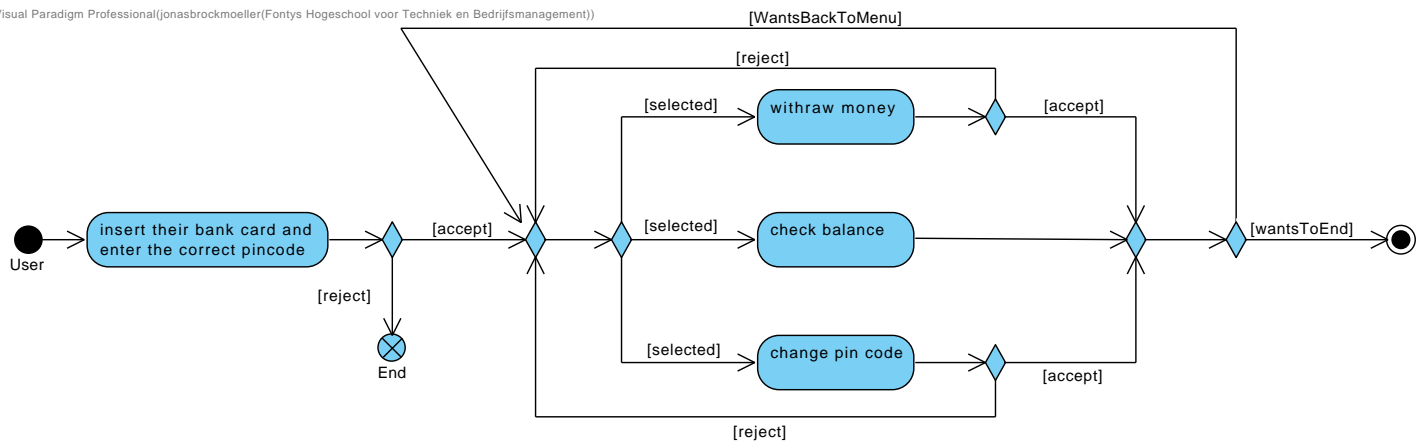 Visual Paradigm Professional(jonasbrockmoeller(Fontys Hogeschool voor Techniek en Bedrijfsmanagement))
[WantsBackToMenu]
[reject]
[selected]
withraw money
[accept]
User
insert their bank card and
enter the correct pincode
[accept]
[selected]
check balance
[wantsToEnd]
[reject]
End
[selected]
change pin code
[accept]
[reject]